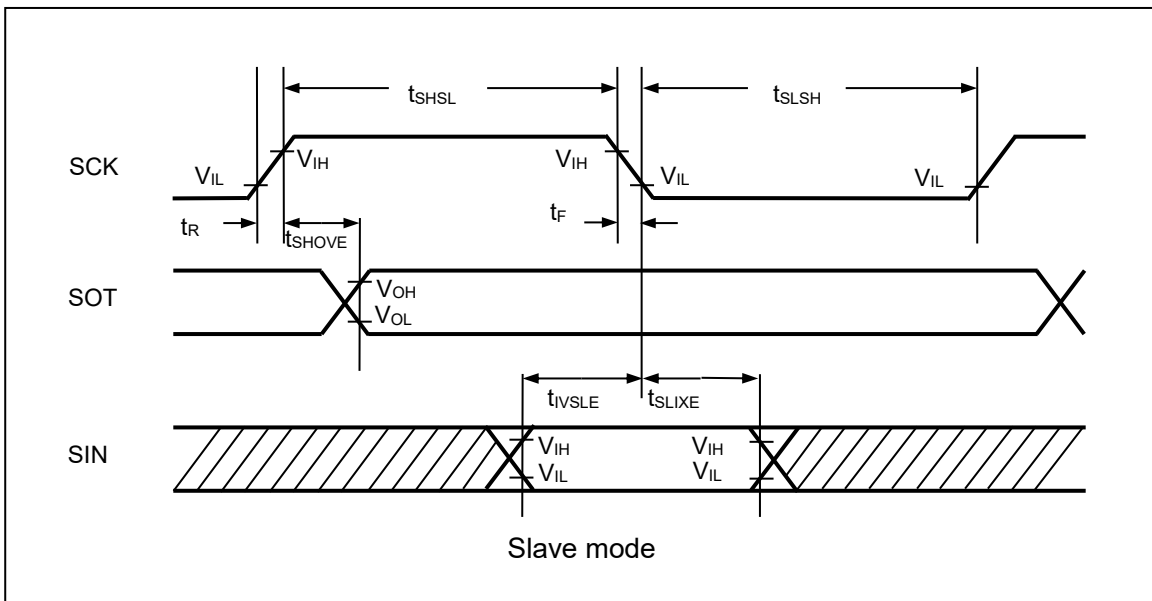 tSHSL tSLSH
SCK VIL VIH VIH VIL VIL
tR tSHOVE tF
SOT VOH
VOL
tIVSLE tSLIXE
SIN VIH VIH
VIL VIL
Slave mode